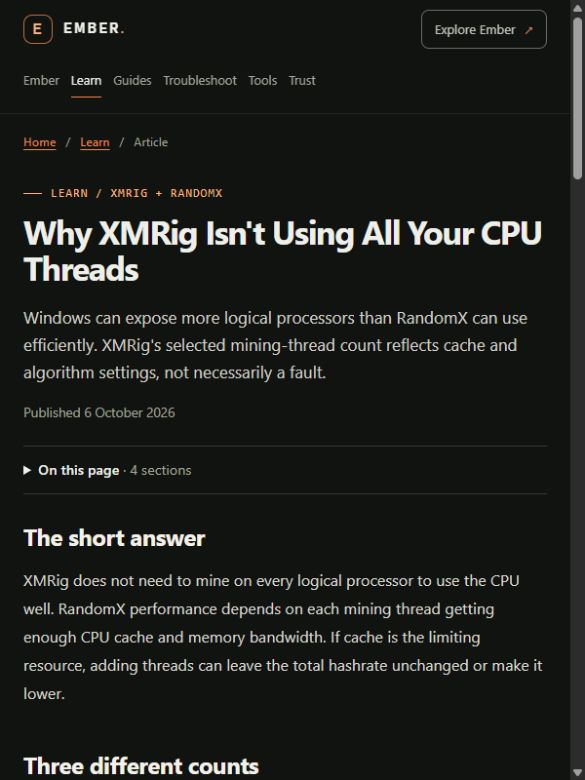 E EMBER.
Explore Ember ↗
Ember Learn Guides Troubleshoot Tools Trust
Home / Learn / Article
LEARN / XMRIG + RANDOMX
Why XMRig Isn't Using All Your CPU
Threads
Windows can expose more logical processors than RandomX can use
efficiently. XMRig's selected mining-thread count reflects cache and
algorithm settings, not necessarily a fault.
Published 6 October 2026
On this page · 4 sections
The short answer
XMRig does not need to mine on every logical processor to use the CPU
well. RandomX performance depends on each mining thread getting
enough CPU cache and memory bandwidth. If cache is the limiting
resource, adding threads can leave the total hashrate unchanged or make it
lower.
Three different counts